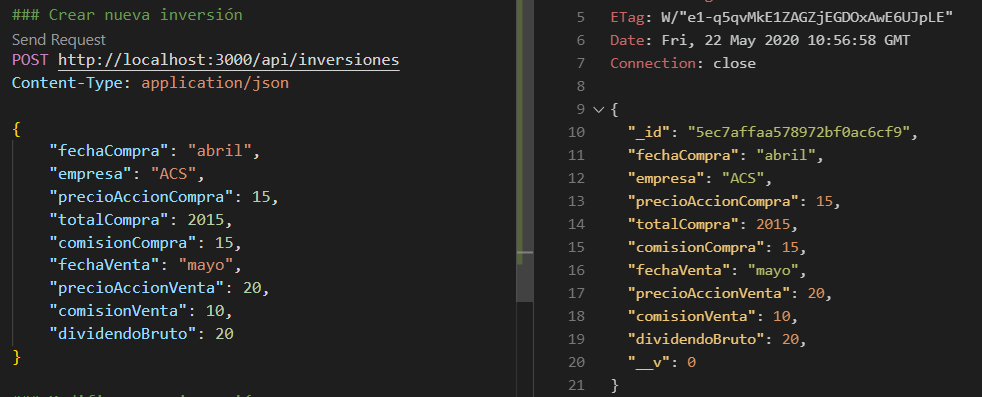 ### Crear nueva inversión
Send Request
POST http://localhost:3000/api/inversiones
Content-Type: application/json
{
"fechaCompra": "abril",
"empresa": "ACS",
"precioAccionCompra": 15,
"totalCompra": 2015,
"comisionCompra": 15,
"fechaVenta": "mayo",
"precioAccionVenta": 20,
"comisionVenta": 10,
"dividendoBruto": 20
}
5 ETag: W/"e1-q5qvMkE1ZAGZjEGDOxAwE6UJpLE"
6 Date: Fri, 22 May 2020 10:56:58 GMT
7 Connection: close
8
9 {
10 "_id": "5ec7affaa578972bf0ac6cf9",
11 "fechaCompra": "abril",
12 "empresa": "ACS",
13 "precioAccionCompra": 15,
14 "totalCompra": 2015,
15 "comisionCompra": 15,
16 "fechaVenta": "mayo",
17 "precioAccionVenta": 20,
18 "comisionVenta": 10,
19 "dividendoBruto": 20,
20 "__v": 0
21 }